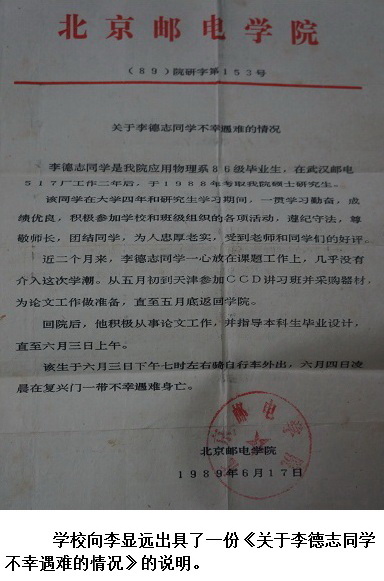 北京邮电学院
（89）院研字第153号
关于李德志同学不幸遇难的情况
李德志同学是我院应用物理系86级毕业生，在武汉邮电
517厂工作二年后，于1988年考取我院硕士研究生。
该同学在大学四年和研究生学习期间，一贯学习勤奋，成
绩优良，积极参加学校和班级组织的各项活动，遵纪守法，尊
敬师长，团结同学，为人忠厚老实，受到老师和同学们的好评。
近二个月来，李德志同学一心放在课题工作上，几乎没有
介入这次学潮。从五月初到天津参加CCD讲习班并采购器材，
为论文工作做准备，直至五月底返回学院。
回院后，他积极从事论文工作，并指导本科生毕业设计，
直至六月三日上午。
该生于六月三日下午七时左右骑自行车外出，六月四日凌
晨在复兴门一带不幸遇难身亡。
北京邮电学院
1989年6月17日
学校向李显远出具了一份《关于李德志同学
不幸遇难的情况》的说明。